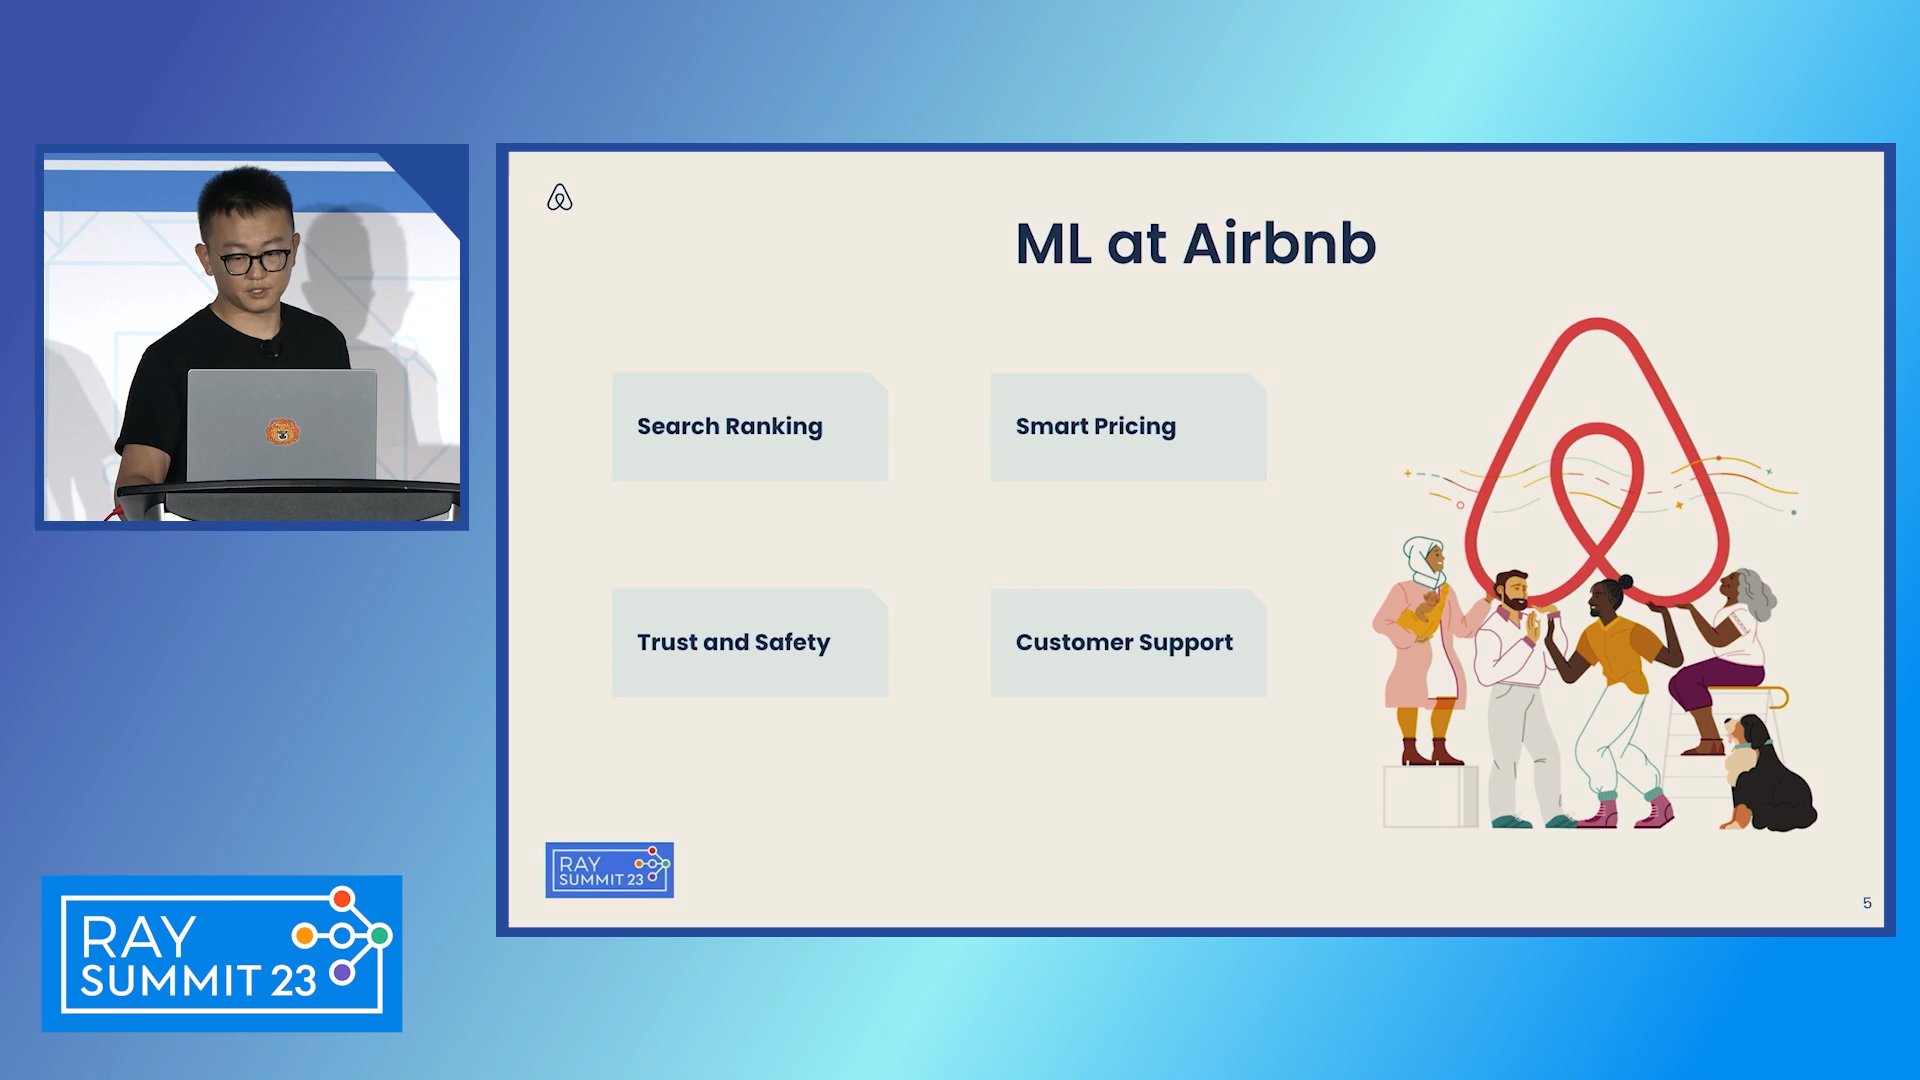 ML at Airbnb
Search Ranking
Smart Pricing
Trust and Safety
Customer Support
RAY
SUMMIT 23
5
RAY
SUMMIT 23